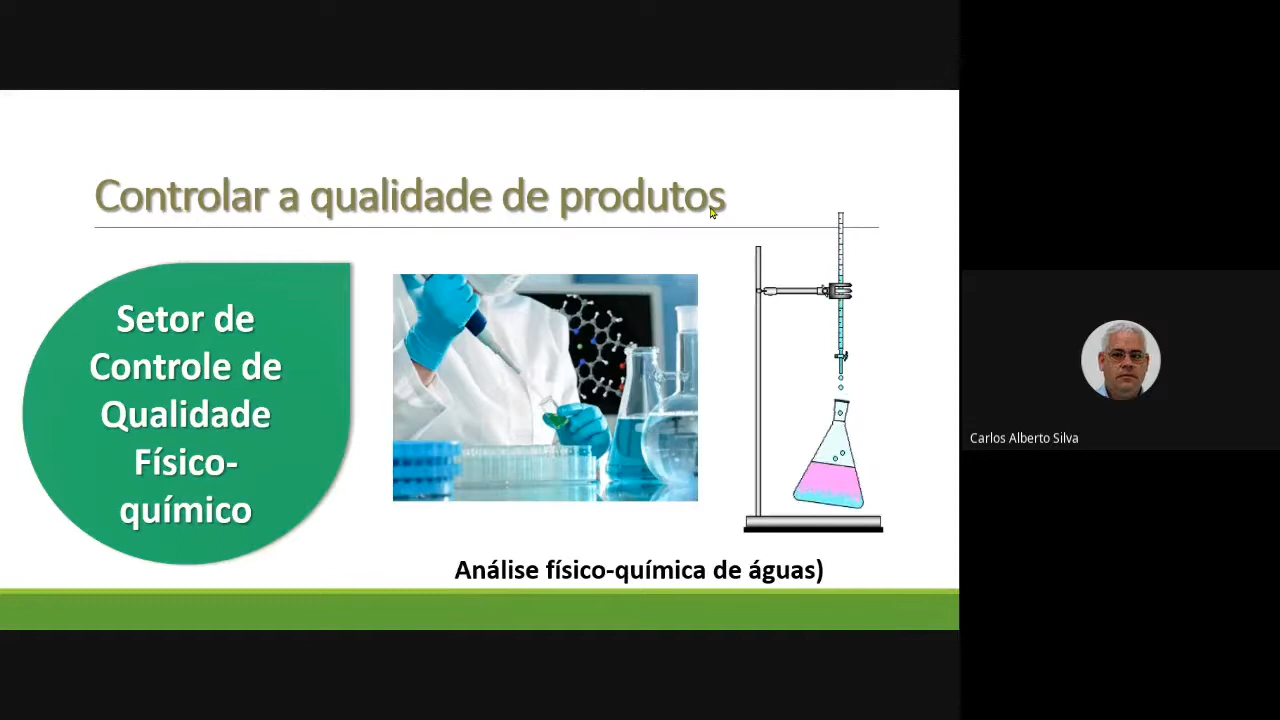 Controlar a qualidade de produtos
Setor de
Controle de
Qualidade
Físico-
químico
Análise físico-química de águas)
Carlos Alberto Silva